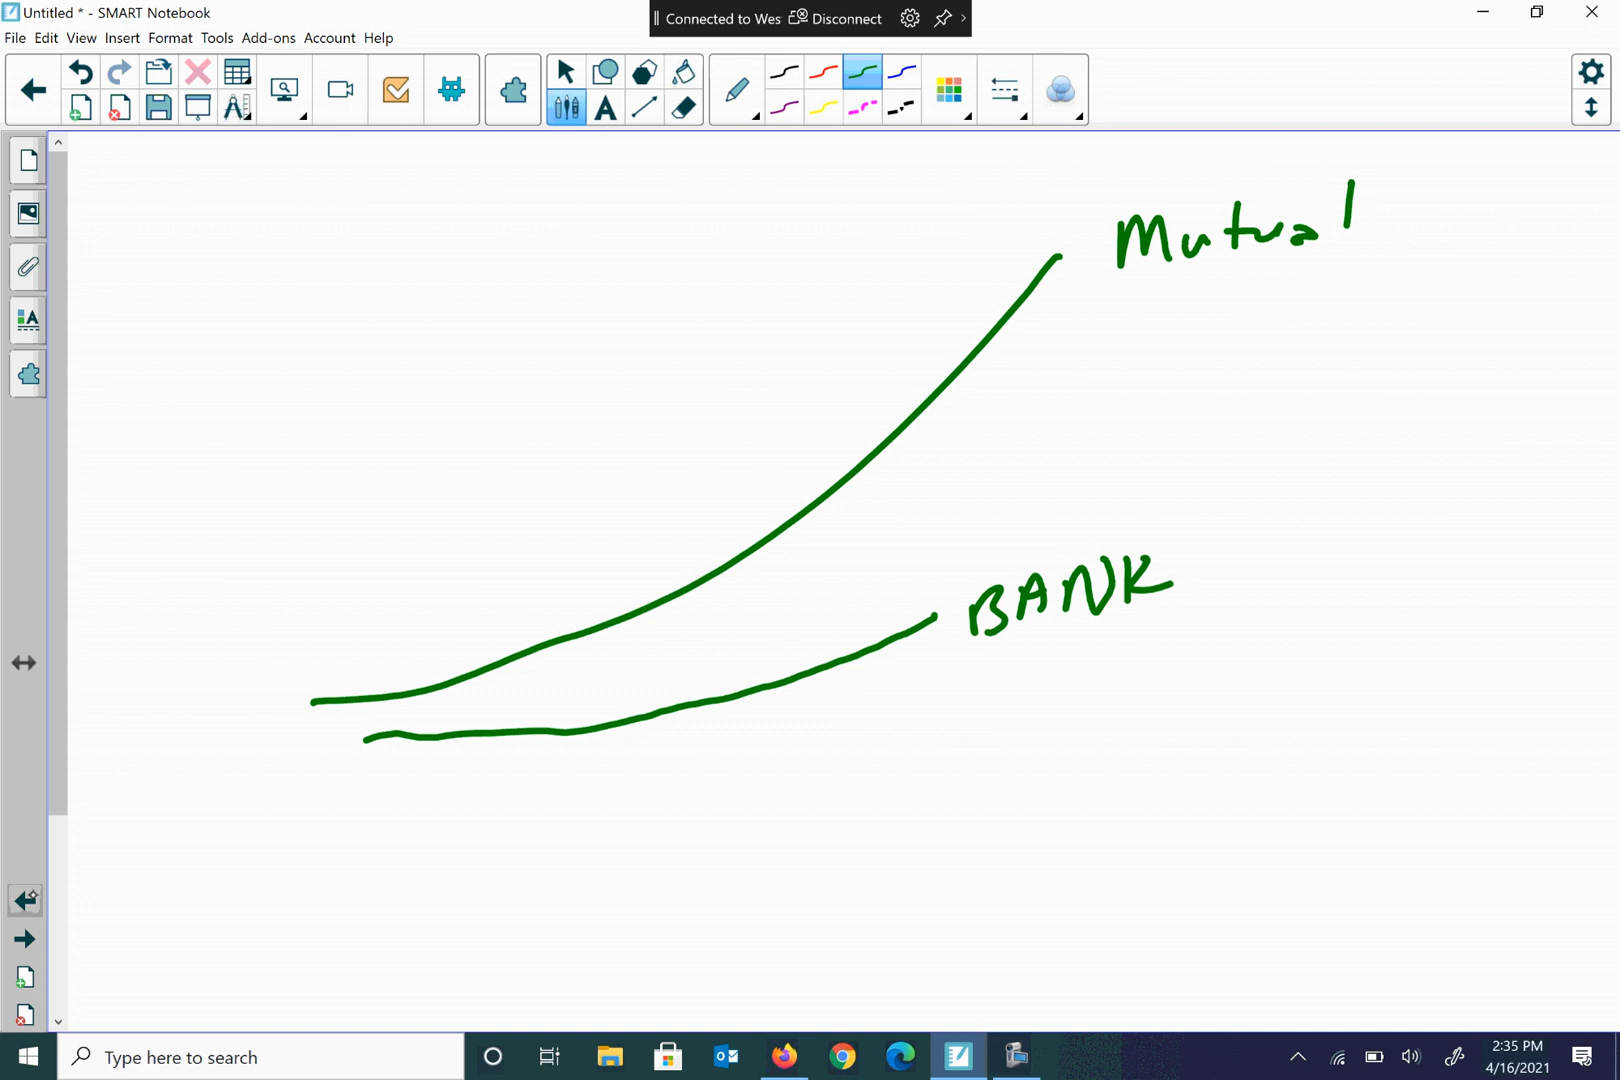 Untitled * - SMART Notebook
Connected to Wes Disconnect
File Edit View Insert Format Tools Add-ons Account Help
Mutual
BANK
Type here to search
2:35 PM
4/16/2021